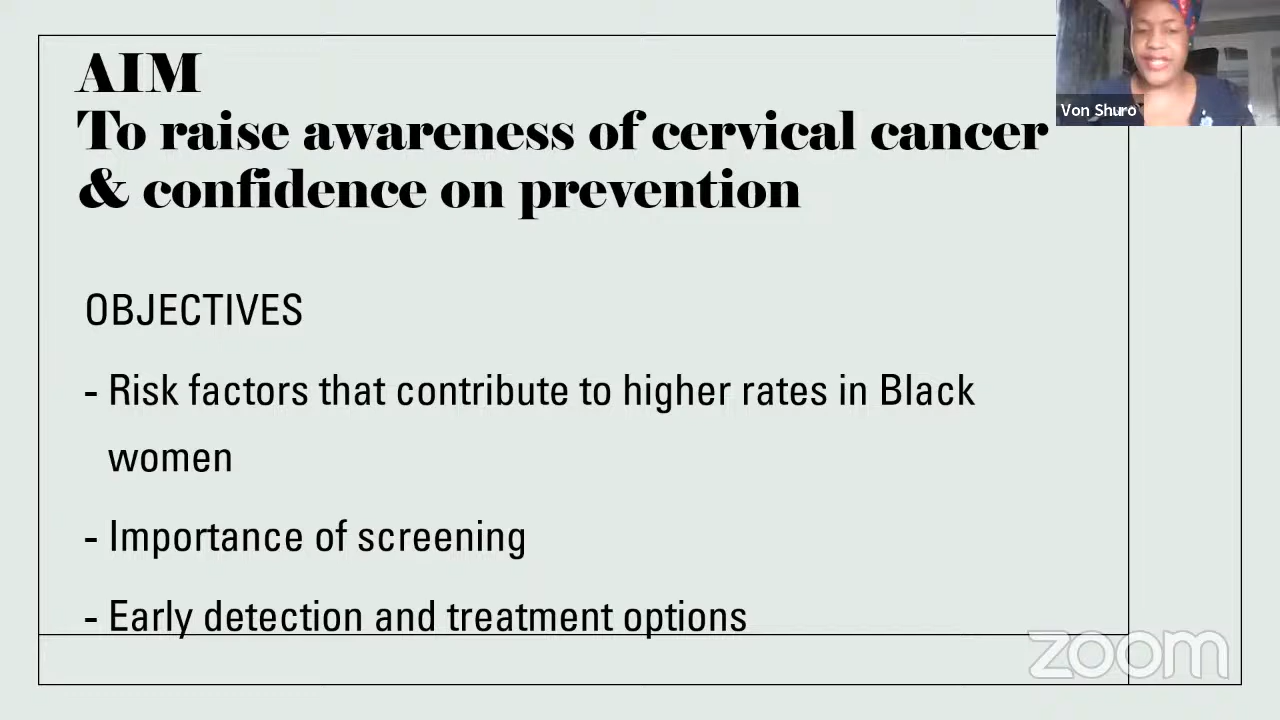 AIM
To raise awareness of cervical cancer
& confidence on prevention
Von Shuro
OBJECTIVES
- Risk factors that contribute to higher rates in Black
women
- Importance of screening
- Early detection and treatment options
zoom